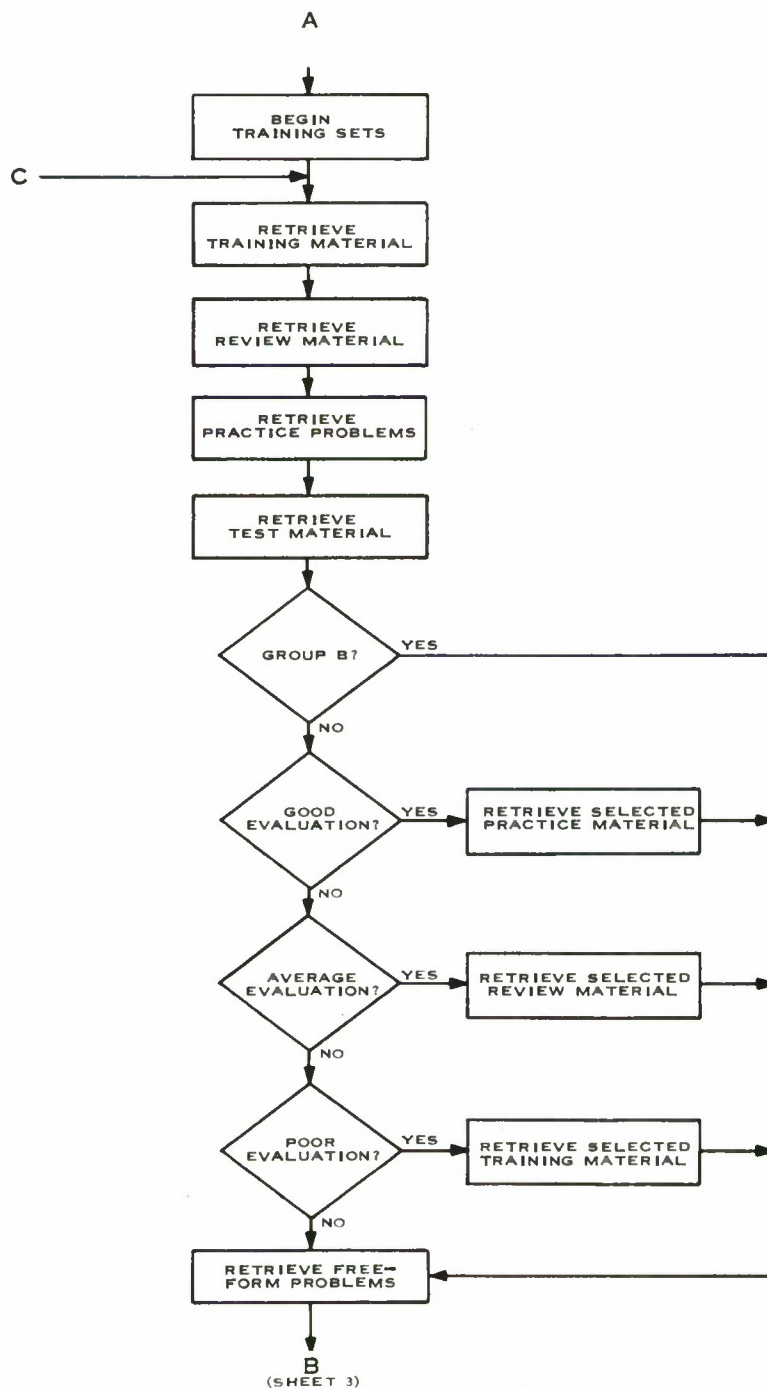 A
BEGIN
TRAINING SETS
C
RETRIEVE
TRAINING MATERIAL
RETRIEVE
REVIEW MATERIAL
RETRIEVE
PRACTICE PROBLEMS
RETRIEVE
TEST MATERIAL
GROUP B?
YES
NO
GOOD
EVALUATION?
YES
RETRIEVE SELECTED
PRACTICE MATERIAL
NO
AVERAGE
EVALUATION?
YES
RETRIEVE SELECTED
REVIEW MATERIAL
NO
POOR
EVALUATION?
YES
RETRIEVE SELECTED
TRAINING MATERIAL
NO
RETRIEVE FREE-
FORM PROBLEMS
B
(SHEET 3)